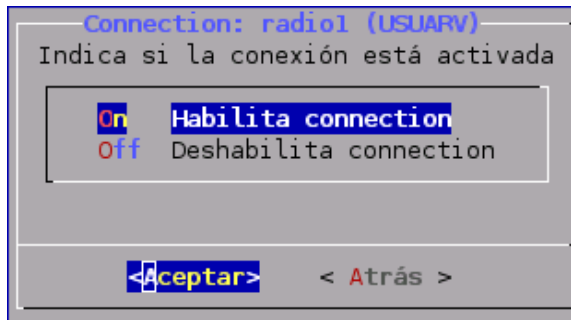 Connection: radio1 (USUARV)
Indica si la conexión está activada
On Habilita connection
Off Deshabilita connection
<Aceptar> < Atrás >